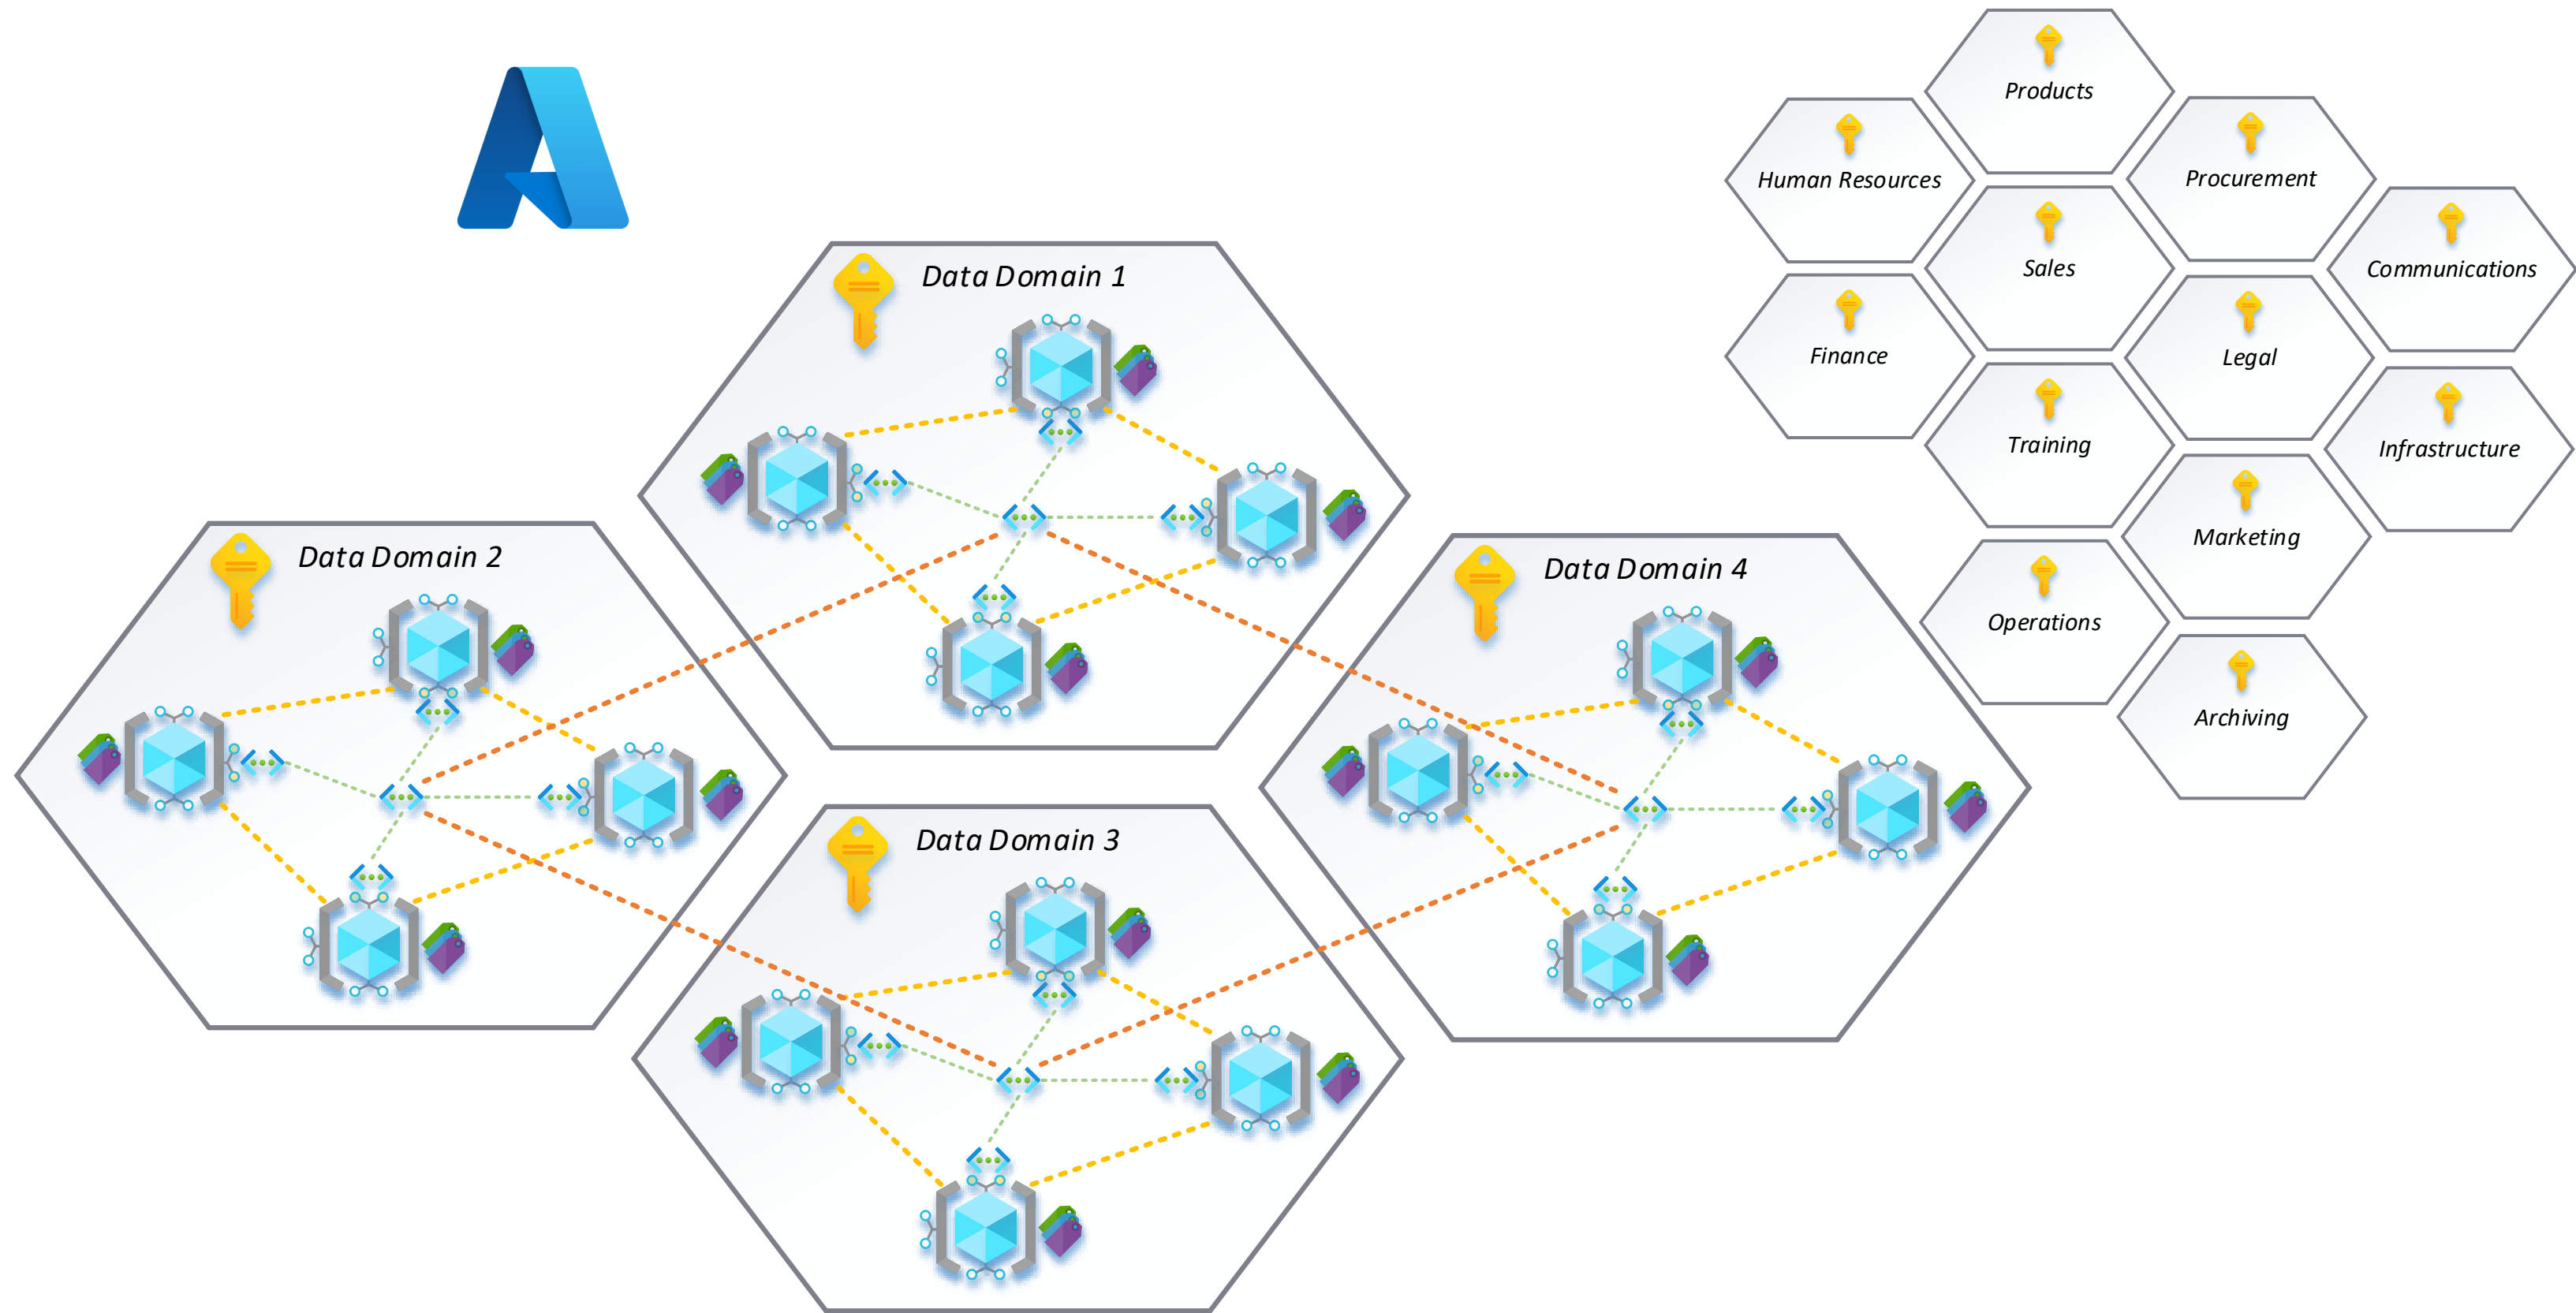 Products
Human Resources
Procurement
Sales
Communications
Finance
Legal
Training
Infrastructure
Marketing
Operations
Archiving
Data Domain 1
Data Domain 2
Data Domain 4
Data Domain 3